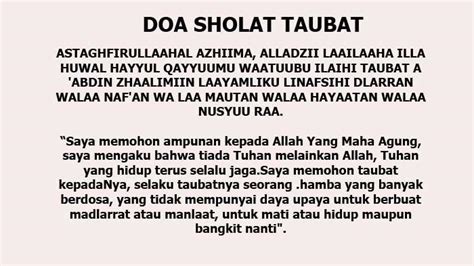 DOA SHOLAT TAUBAT
ASTAGHFIRULLAAHAL AZHIIMA, ALLADZII LAAILAAHA ILLA
HUWAL HAYYUL QAYYUUMU WAATUUBU ILAIHI TAUBAT A
'ABDIN ZHAALIMIIN LAAYAMLIKU LINAFSIHI DLARRAN
WALAA NAF'AN WA LAA MAUTAN WALAA HAYAATAN WALAA
NUSYUU RAA.
“Saya memohon ampunan kepada Allah Yang Maha Agung,
saya mengaku bahwa tiada Tuhan melainkan Allah, Tuhan
yang hidup terus selalu jaga.Saya memohon taubat
kepadaNya, selaku taubatnya seorang .hamba yang banyak
berdosa, yang tidak mempunyai daya upaya untuk berbuat
madlarrat atau manlaat, untuk mati atau hidup maupun
bangkit nanti".